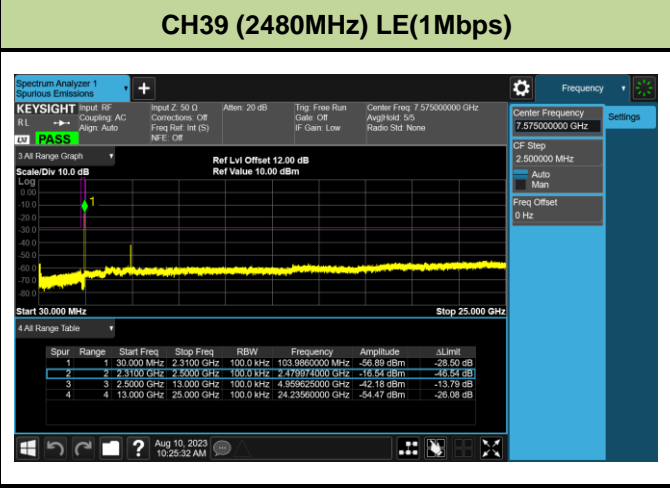 CH39 (2480MHz) LE(1Mbps)
Spectrum Analyzer 1
Spurious Emissions
Frequency
KEYSIGHT
RL
PASS
Input: RF
Coupling: AC
Align: Auto
Input Z: 50 Ω
Corrections: Off
Freq Ref: Int (S)
NFE: Off
Atten: 20 dB
Trig: Free Run
Gate: Off
IF Gain: Low
Center Freq: 7.575000000 GHz
Avg|Hold: 5/5
Radio Std: None
Center Frequency
7.575000000 GHz
Settings
CF Step
2.500000 MHz
Auto
Man
Freq Offset
0 Hz
3 All Range Graph
Scale/Div 10.0 dB
Ref Lvl Offset 12.00 dB
Ref Value 10.00 dBm
Log
0.00
-10.0
-20.0
-30.0
-40.0
-50.0
-60.0
-70.0
-80.0
1
Start 30.000 MHz
Stop 25.000 GHz
4 All Range Table
Spur Range Start Freq Stop Freq RBW Frequency Amplitude ΔLimit
1 1 30.000 MHz 2.3100 GHz 100.0 kHz 103.9860000 MHz -56.89 dBm -28.50 dB
2 2 2.3100 GHz 2.5000 GHz 100.0 kHz 2.479974000 GHz -16.54 dBm -46.54 dB
3 3 2.5000 GHz 13.000 GHz 100.0 kHz 4.959625000 GHz -42.18 dBm -13.79 dB
4 4 13.000 GHz 25.000 GHz 100.0 kHz 24.23560000 GHz -54.47 dBm -26.08 dB
Aug 10, 2023
10:25:32 AM